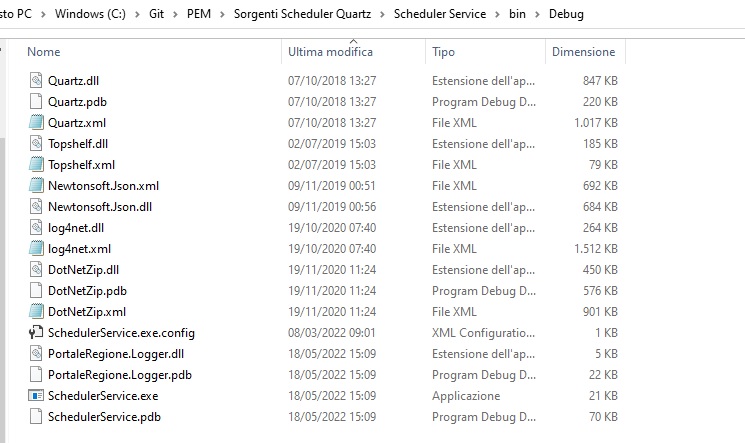 sto PC > Windows (C:) > Git > PEM > Sorgenti Scheduler Quartz > Scheduler Service > bin > Debug
Nome Ultima modifica Tipo Dimensione
Quartz.dll 07/10/2018 13:27 Estensione dell'ap... 847 KB
Quartz.pdb 07/10/2018 13:27 Program Debug D... 220 KB
Quartz.xml 07/10/2018 13:27 File XML 1.017 KB
Topshelf.dll 02/07/2019 15:03 Estensione dell'ap... 185 KB
Topshelf.xml 02/07/2019 15:03 File XML 79 KB
Newtonsoft.Json.xml 09/11/2019 00:51 File XML 692 KB
Newtonsoft.Json.dll 09/11/2019 00:56 Estensione dell'ap... 684 KB
log4net.dll 19/10/2020 07:40 Estensione dell'ap... 264 KB
log4net.xml 19/10/2020 07:40 File XML 1.512 KB
DotNetZip.dll 19/11/2020 11:24 Estensione dell'ap... 450 KB
DotNetZip.pdb 19/11/2020 11:24 Program Debug D... 576 KB
DotNetZip.xml 19/11/2020 11:24 File XML 901 KB
SchedulerService.exe.config 08/03/2022 09:01 XML Configuratio... 1 KB
PortaleRegione.Logger.dll 18/05/2022 15:09 Estensione dell'ap... 5 KB
PortaleRegione.Logger.pdb 18/05/2022 15:09 Program Debug D... 22 KB
SchedulerService.exe 18/05/2022 15:09 Applicazione 21 KB
SchedulerService.pdb 18/05/2022 15:09 Program Debug D... 70 KB